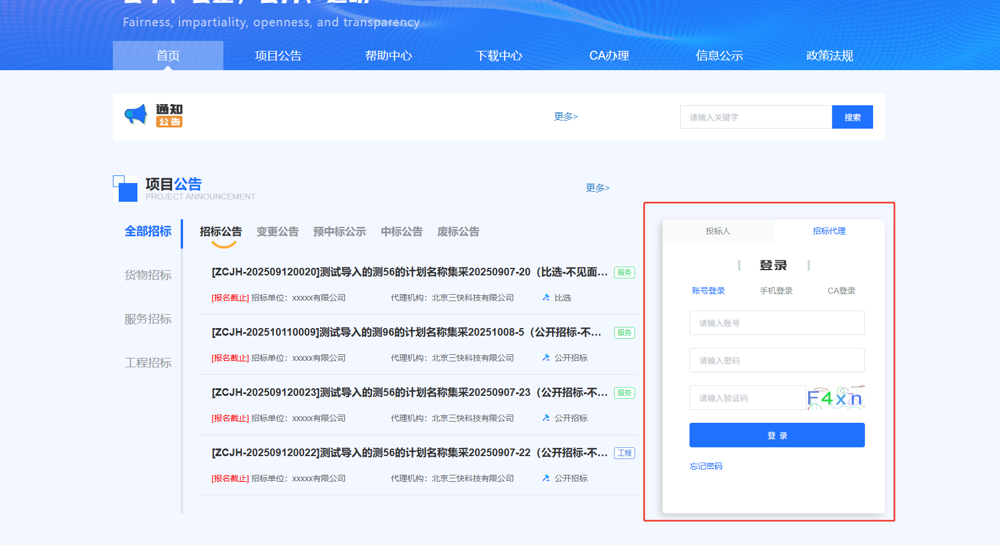 Fairness, impartiality, openness, and transparency
首页 项目公告 帮助中心 下载中心 CA办理 信息公示 政策法规
通知
公告
更多>
请输入关键字 搜索
项目公告
PROJECT ANNOUNCEMENT
更多>
全部招标
货物招标
服务招标
工程招标
招标公告 变更公告 预中标公示 中标公告 废标公告
[ZCJH-202509120020]测试导入的测56的计划名称集采20250907-20（比选-不见面... 服务
[报名截止] 招标单位：xxxxx有限公司 代理机构：北京三快科技有限公司 比选
[ZCJH-202510110009]测试导入的测96的计划名称集采20251008-5（公开招标-不... 服务
[报名截止] 招标单位：xxxxx有限公司 代理机构：北京三快科技有限公司 公开招标
[ZCJH-202509120023]测试导入的测56的计划名称集采20250907-23（公开招标-不... 服务
[报名截止] 招标单位：xxxxx有限公司 代理机构：北京三快科技有限公司 公开招标
[ZCJH-202509120022]测试导入的测56的计划名称集采20250907-22（公开招标-不... 工程
[报名截止] 招标单位：xxxxx有限公司 代理机构：北京三快科技有限公司 公开招标
投标人 招标代理
登录
账号登录 手机登录 CA登录
请输入账号
请输入密码
请输入验证码 F4xn
登 录
忘记密码